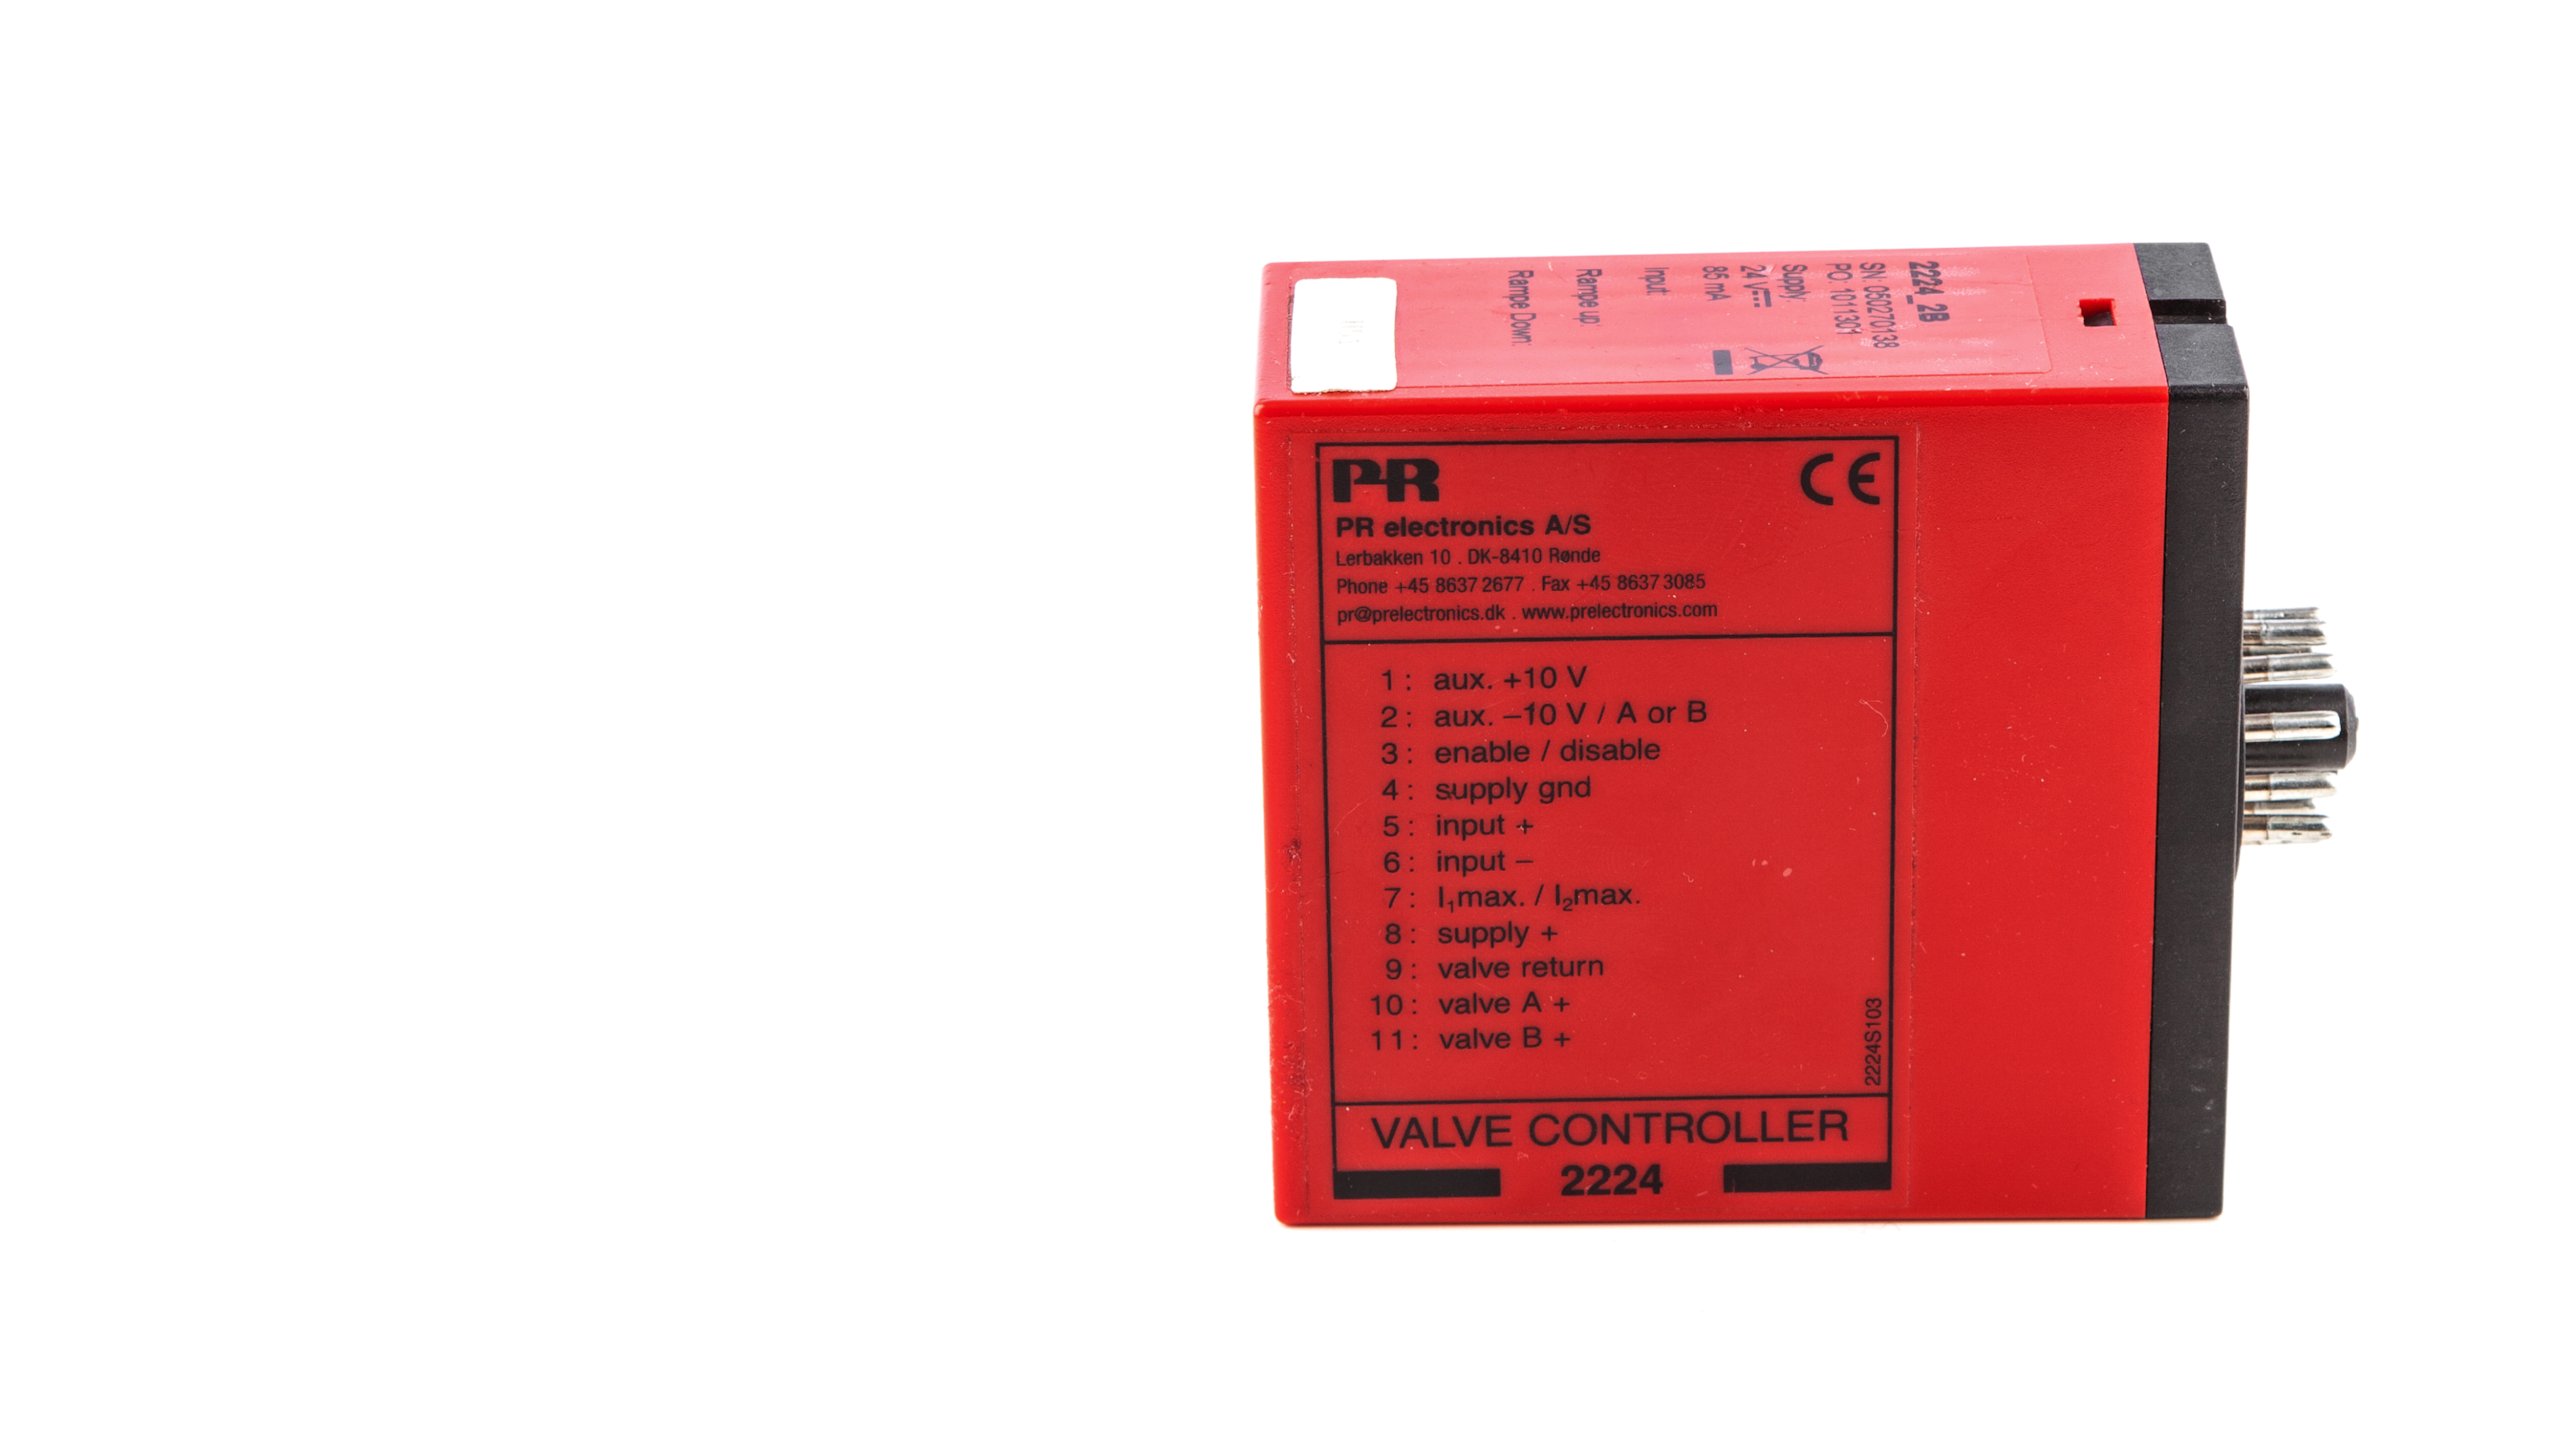 2224_2B
SN: 050270138
PO: 1011301
Supply:
24 V
85 mA
Input:
Rampe up:
Rampe Down:
PR
CE
PR electronics A/S
Lerbakken 10 . DK-8410 Rønde
Phone +45 8637 2677 . Fax +45 8637 3085
pr@prelectronics.dk . www.prelectronics.com
1 : aux. +10 V
2 : aux. –10 V / A or B
3 : enable / disable
4 : supply gnd
5 : input +
6 : input –
7 : I₁max. / I₂max.
8 : supply +
9 : valve return
10 : valve A +
11 : valve B +
2224S103
VALVE CONTROLLER
2224